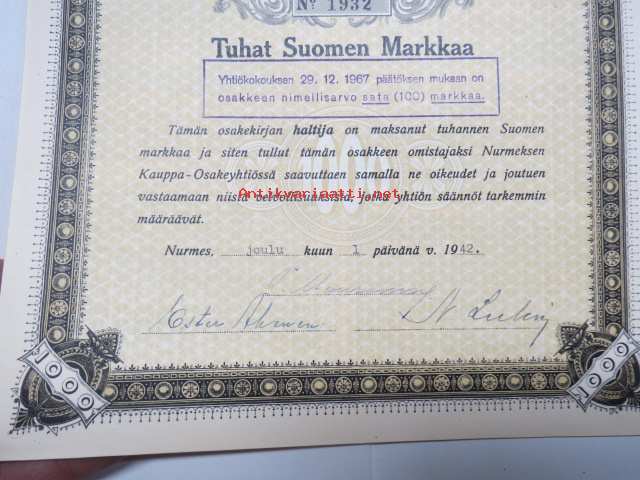 Nº 1932
Tuhat Suomen Markkaa
Yhtiökokouksen 29. 12. 1967 päätöksen mukaan on
osakkeen nimellisarvo sata (100) markkaa.
Tämän osakekirjan haltija on maksanut tuhannen Suomen
markkaa ja siten tullut tämän osakkeen omistajaksi Nurmeksen
Kauppa-Osakeyhtiössä saavuttaen samalla ne oikeudet ja joutuen
vastaamaan niistä velvollisuuksista, jotka yhtiön säännöt tarkemmin
määräävät.
Antikvariaatti.net
Nurmes, joulu kuun 1 päivänä v. 1942.
Ester
1000
1000